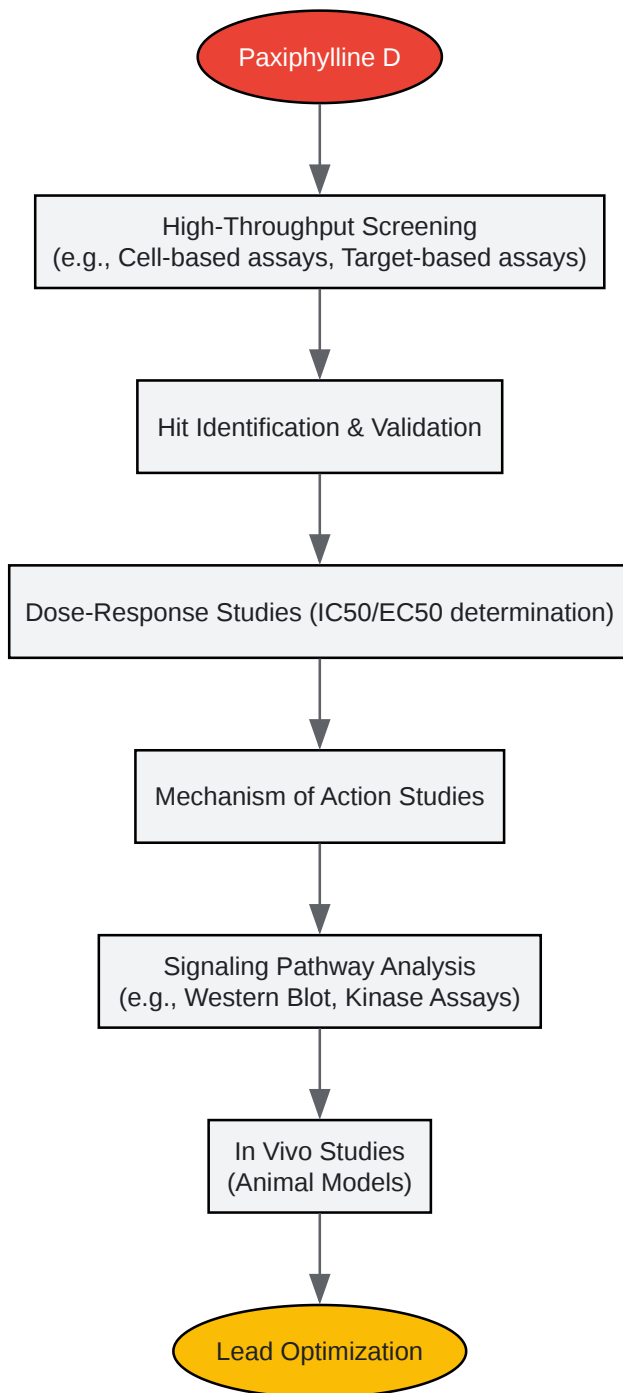 Paxiphylline D
High-Throughput Screening
(e.g., Cell-based assays, Target-based assays)
Hit Identification & Validation
Dose-Response Studies (IC50/EC50 determination)
Mechanism of Action Studies
Signaling Pathway Analysis
(e.g., Western Blot, Kinase Assays)
In Vivo Studies
(Animal Models)
Lead Optimization